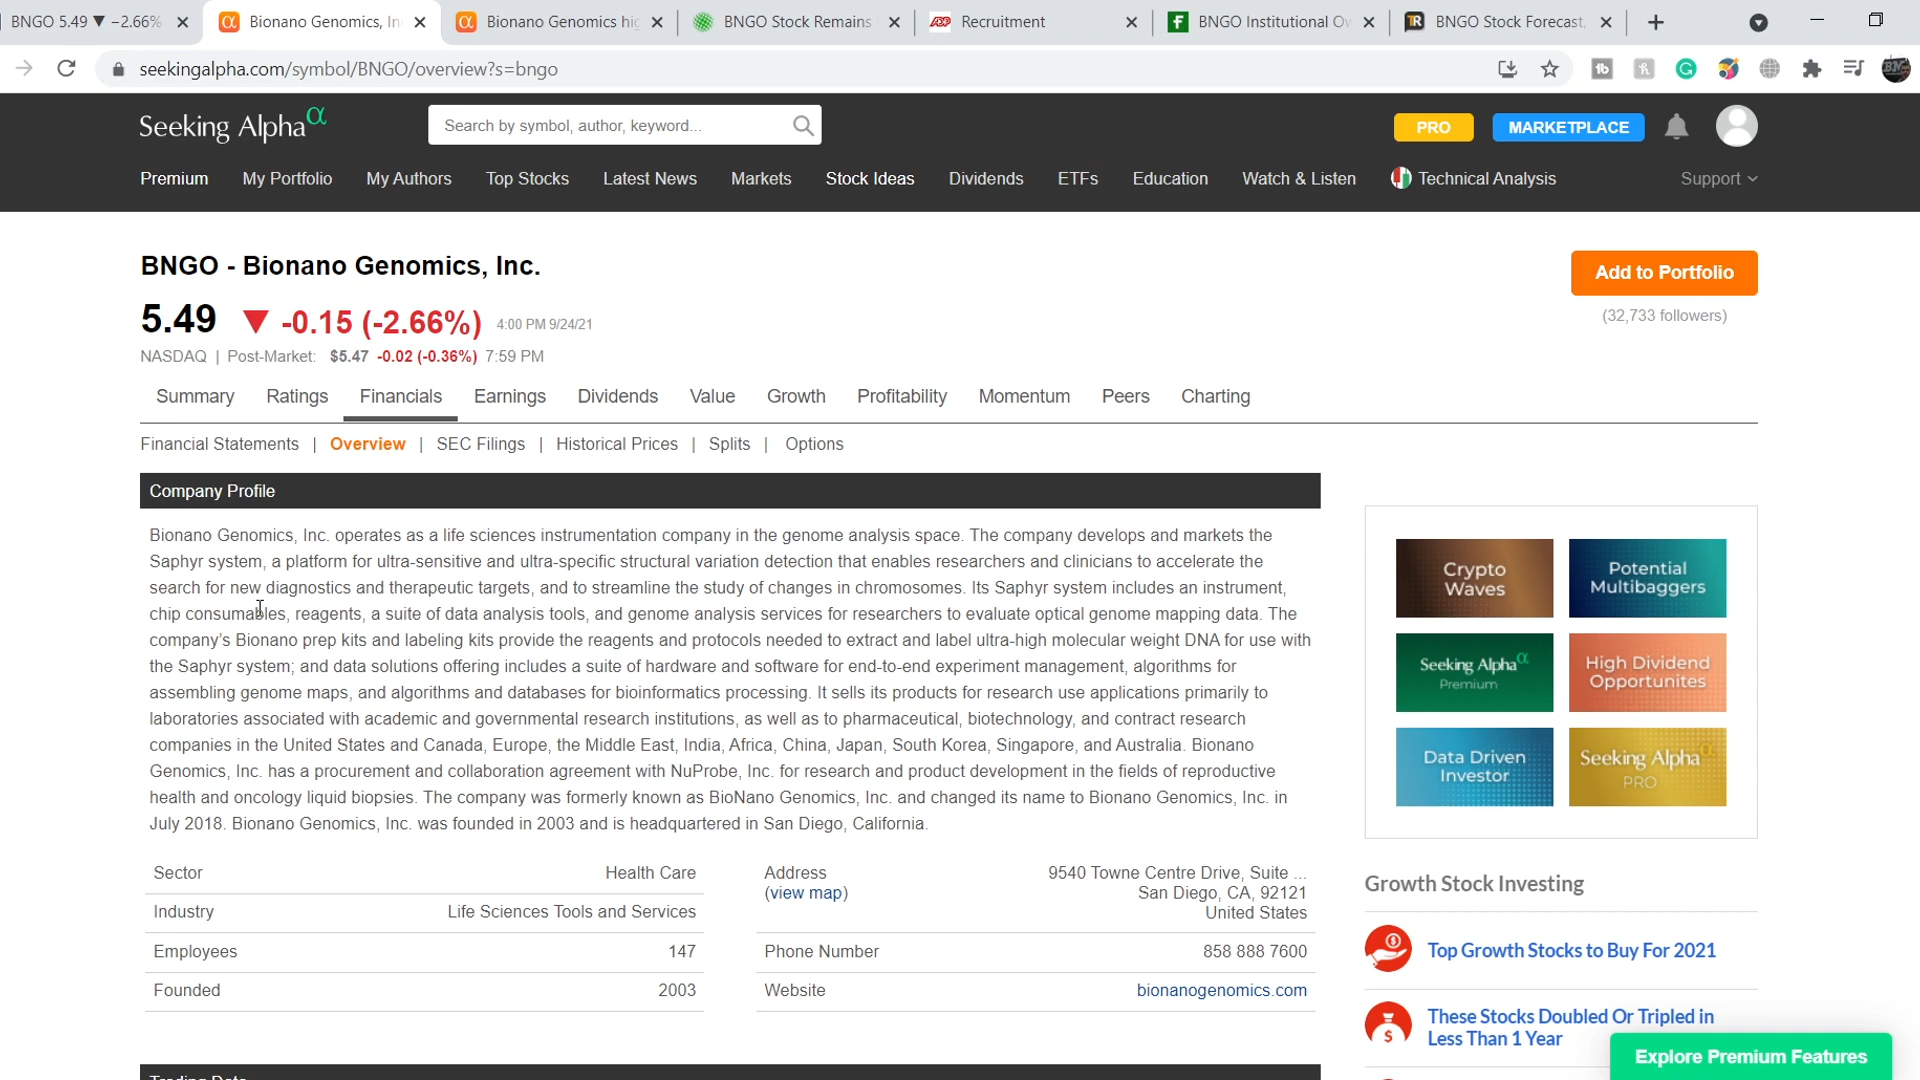 BNGO 5.49 ▼ −2.66%
Bionano Genomics, In
Bionano Genomics hig
BNGO Stock Remains
Recruitment
BNGO Institutional Ow
BNGO Stock Forecast,
seekingalpha.com/symbol/BNGO/overview?s=bngo
Seeking Alpha α
Search by symbol, author, keyword...
PRO
MARKETPLACE
Premium My Portfolio My Authors Top Stocks Latest News Markets Stock Ideas Dividends ETFs Education Watch & Listen Technical Analysis Support
BNGO - Bionano Genomics, Inc.
Add to Portfolio
5.49 ▼ -0.15 (-2.66%) 4:00 PM 9/24/21
(32,733 followers)
NASDAQ | Post-Market: $5.47 -0.02 (-0.36%) 7:59 PM
Summary Ratings Financials Earnings Dividends Value Growth Profitability Momentum Peers Charting
Financial Statements | Overview | SEC Filings | Historical Prices | Splits | Options
Company Profile
Bionano Genomics, Inc. operates as a life sciences instrumentation company in the genome analysis space. The company develops and markets the
Saphyr system, a platform for ultra-sensitive and ultra-specific structural variation detection that enables researchers and clinicians to accelerate the
search for new diagnostics and therapeutic targets, and to streamline the study of changes in chromosomes. Its Saphyr system includes an instrument,
chip consumables, reagents, a suite of data analysis tools, and genome analysis services for researchers to evaluate optical genome mapping data. The
company's Bionano prep kits and labeling kits provide the reagents and protocols needed to extract and label ultra-high molecular weight DNA for use with
the Saphyr system; and data solutions offering includes a suite of hardware and software for end-to-end experiment management, algorithms for
assembling genome maps, and algorithms and databases for bioinformatics processing. It sells its products for research use applications primarily to
laboratories associated with academic and governmental research institutions, as well as to pharmaceutical, biotechnology, and contract research
companies in the United States and Canada, Europe, the Middle East, India, Africa, China, Japan, South Korea, Singapore, and Australia. Bionano
Genomics, Inc. has a procurement and collaboration agreement with NuProbe, Inc. for research and product development in the fields of reproductive
health and oncology liquid biopsies. The company was formerly known as BioNano Genomics, Inc. and changed its name to Bionano Genomics, Inc. in
July 2018. Bionano Genomics, Inc. was founded in 2003 and is headquartered in San Diego, California.
Sector Health Care
Industry Life Sciences Tools and Services
Employees 147
Founded 2003
Address 9540 Towne Centre Drive, Suite ...
(view map) San Diego, CA, 92121
United States
Phone Number 858 888 7600
Website bionanogenomics.com
Crypto
Waves
Potential
Multibaggers
Seeking Alpha α
Premium
High Dividend
Opportunites
Data Driven
Investor
Seeking Alpha α
PRO
Growth Stock Investing
Top Growth Stocks to Buy For 2021
These Stocks Doubled Or Tripled in
Less Than 1 Year
Explore Premium Features
Trading Data